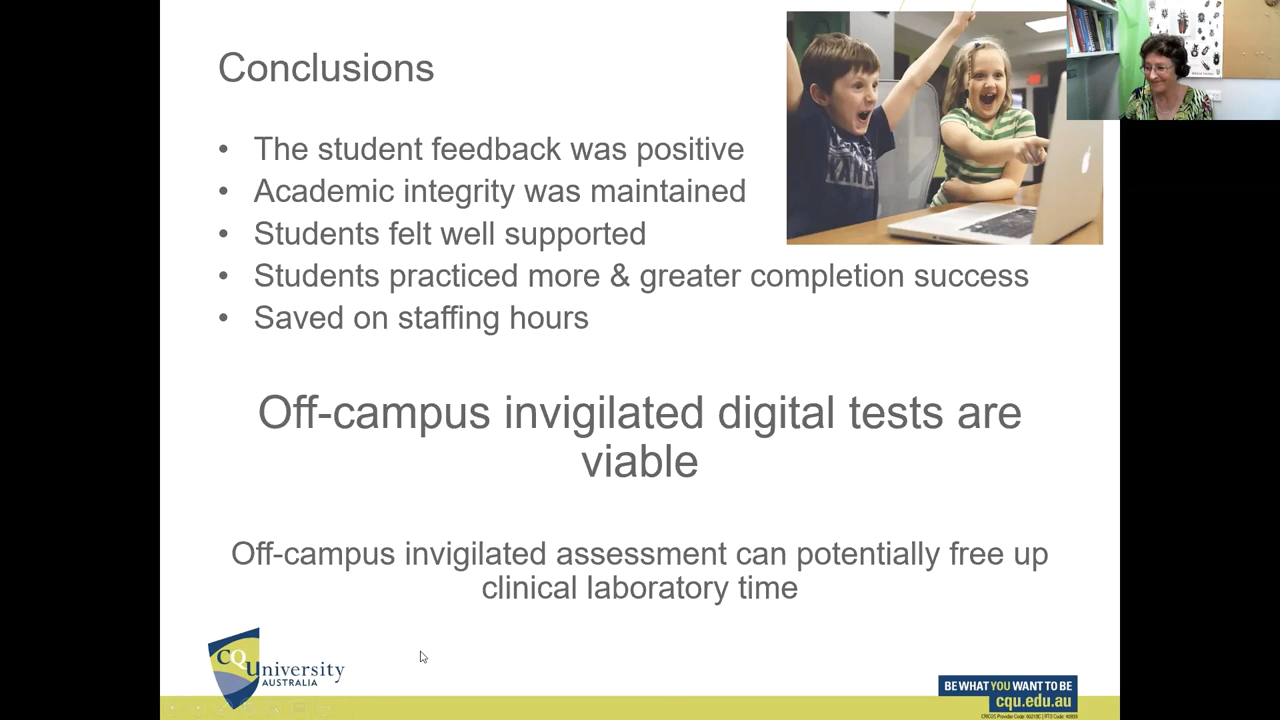 Conclusions
• The student feedback was positive
• Academic integrity was maintained
• Students felt well supported
• Students practiced more & greater completion success
• Saved on staffing hours
Off-campus invigilated digital tests are
viable
Off-campus invigilated assessment can potentially free up
clinical laboratory time
CQUniversity
AUSTRALIA
BE WHAT YOU WANT TO BE
cqu.edu.au